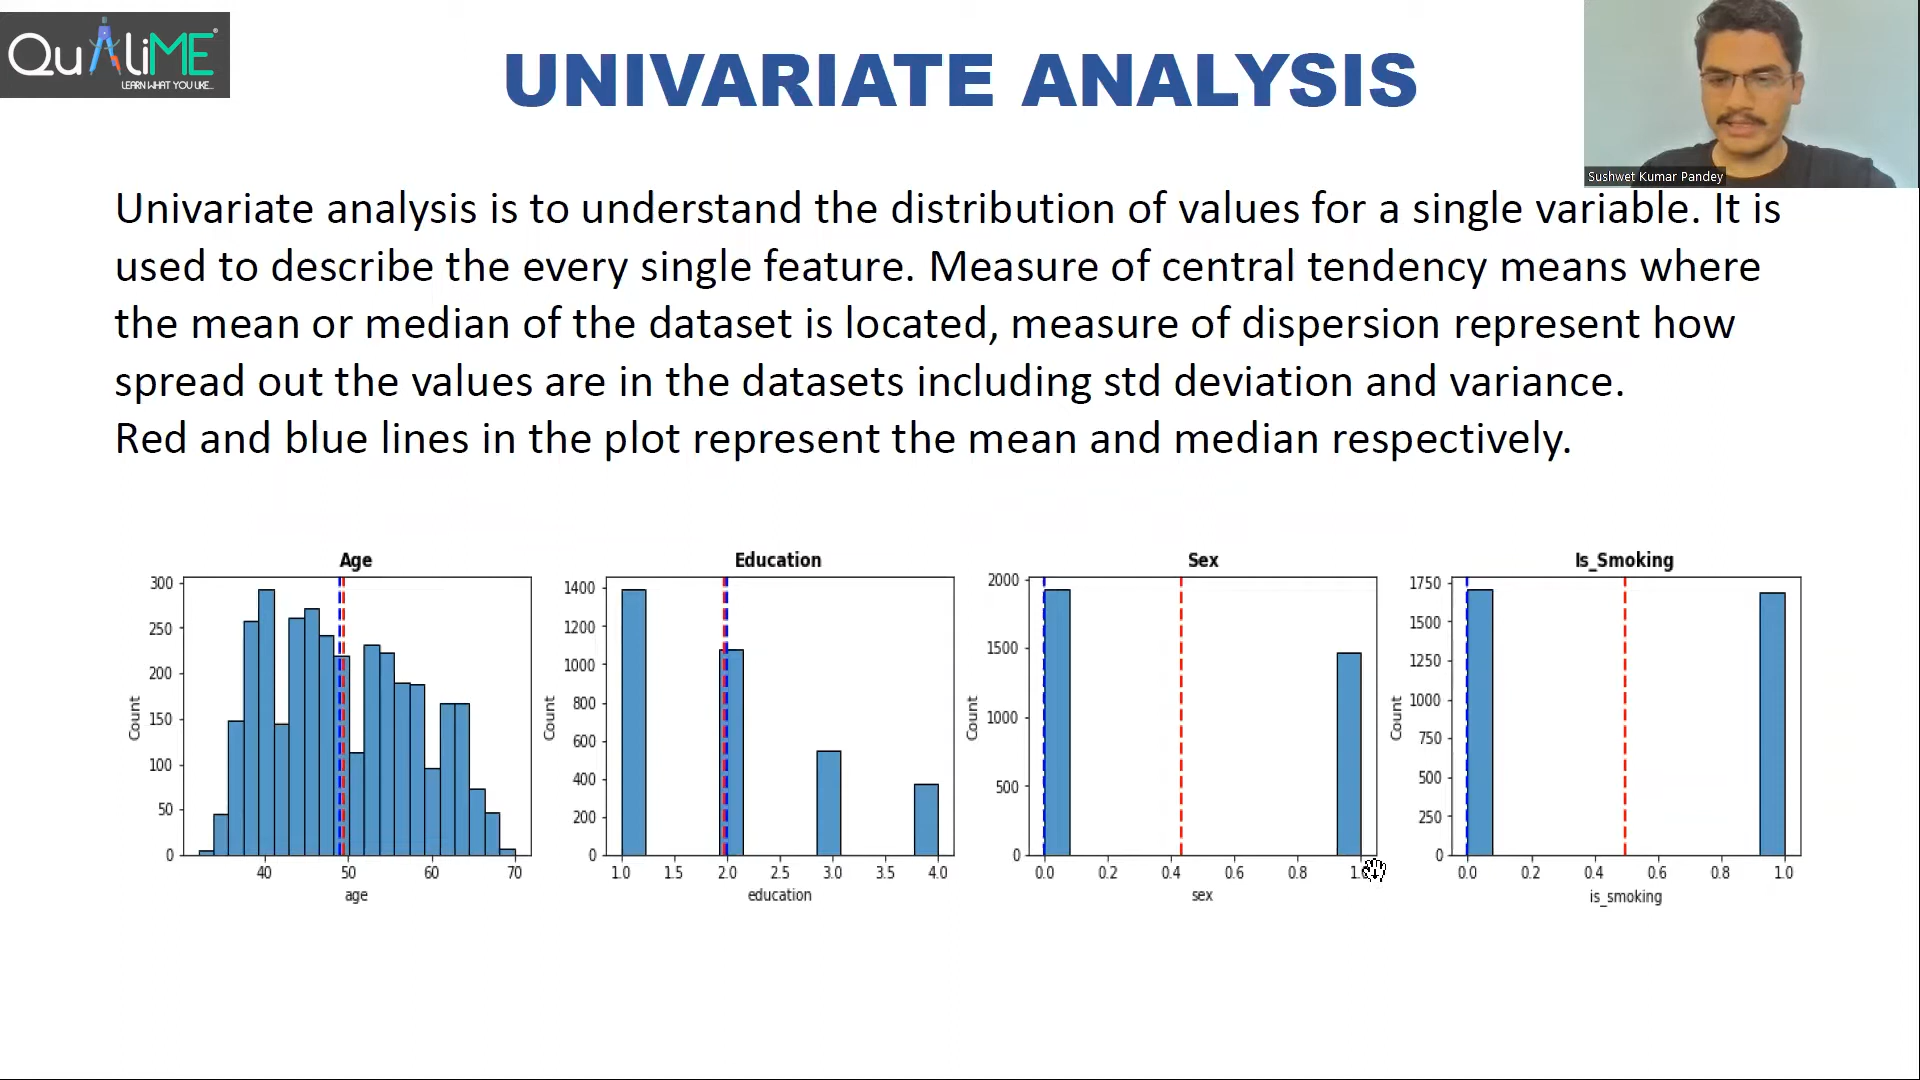 QuAliME
LEARN WHAT YOU LIKE...
UNIVARIATE ANALYSIS
Sushwet Kumar Pandey
Univariate analysis is to understand the distribution of values for a single variable. It is
used to describe the every single feature. Measure of central tendency means where
the mean or median of the dataset is located, measure of dispersion represent how
spread out the values are in the datasets including std deviation and variance.
Red and blue lines in the plot represent the mean and median respectively.
Age
300
250
200
150
100
50
0
Count
40 50 60 70
age
Education
1400
1200
1000
800
600
400
200
0
Count
1.0 1.5 2.0 2.5 3.0 3.5 4.0
education
Sex
2000
1500
1000
500
0
Count
0.0 0.2 0.4 0.6 0.8
sex
Is_Smoking
1750
1500
1250
1000
750
500
250
0
Count
0.0 0.2 0.4 0.6 0.8 1.0
is_smoking